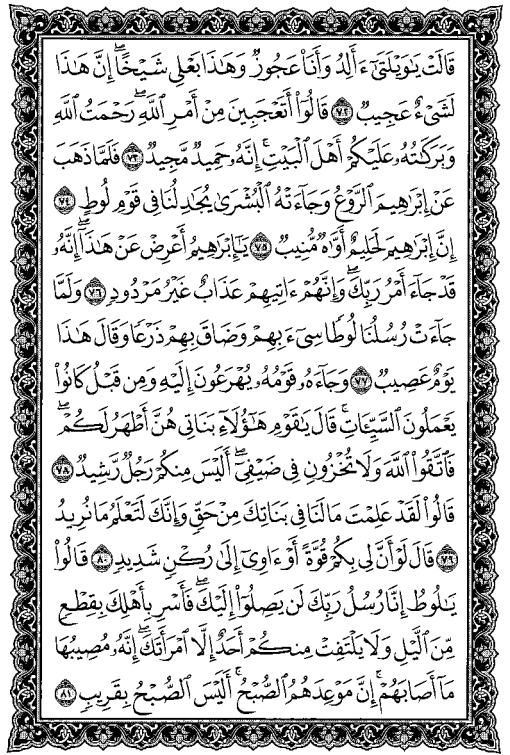 قَالَتْ يَٰوَيْلَتَىٰٓ ءَأَلِدُ وَأَنَا۠ عَجُوزٌ وَهَٰذَا بَعْلِى شَيْخًا ۖ إِنَّ هَٰذَا
لَشَىْءٌ عَجِيبٌ ٧٢ قَالُوٓا۟ أَتَعْجَبِينَ مِنْ أَمْرِ ٱللَّهِ ۖ رَحْمَتُ ٱللَّهِ
وَبَرَكَٰتُهُۥ عَلَيْكُمْ أَهْلَ ٱلْبَيْتِ ۚ إِنَّهُۥ حَمِيدٌ مَّجِيدٌ ٧٣ فَلَمَّا ذَهَبَ
عَنْ إِبْرَٰهِيمَ ٱلرَّوْعُ وَجَآءَتْهُ ٱلْبُشْرَىٰ يُجَٰدِلُنَا فِى قَوْمِ لُوطٍ ٧٤
إِنَّ إِبْرَٰهِيمَ لَحَلِيمٌ أَوَّٰهٌ مُّنِيبٌ ٧٥ يَٰٓإِبْرَٰهِيمُ أَعْرِضْ عَنْ هَٰذَآ ۖ إِنَّهُۥ
قَدْ جَآءَ أَمْرُ رَبِّكَ ۖ وَإِنَّهُمْ ءَاتِيهِمْ عَذَابٌ غَيْرُ مَرْدُودٍ ٧٦ وَلَمَّا
جَآءَتْ رُسُلُنَا لُوطًا سِىٓءَ بِهِمْ وَضَاقَ بِهِمْ ذَرْعًا وَقَالَ هَٰذَا
يَوْمٌ عَصِيبٌ ٧٧ وَجَآءَهُۥ قَوْمُهُۥ يُهْرَعُونَ إِلَيْهِ وَمِن قَبْلُ كَانُوا۟
يَعْمَلُونَ ٱلسَّيِّـَٔاتِ ۚ قَالَ يَٰقَوْمِ هَٰٓؤُلَآءِ بَنَاتِى هُنَّ أَطْهَرُ لَكُمْ ۖ
فَٱتَّقُوا۟ ٱللَّهَ وَلَا تُخْزُونِ فِى ضَيْفِىٓ ۖ أَلَيْسَ مِنكُمْ رَجُلٌ رَّشِيدٌ ٧٨
قَالُوا۟ لَقَدْ عَلِمْتَ مَا لَنَا فِى بَنَاتِكَ مِنْ حَقٍّ وَإِنَّكَ لَتَعْلَمُ مَا نُرِيدُ
٧٩ قَالَ لَوْ أَنَّ لِى بِكُمْ قُوَّةً أَوْ ءَاوِىٓ إِلَىٰ رُكْنٍ شَدِيدٍ ٨٠ قَالُوا۟
يَٰلُوطُ إِنَّا رُسُلُ رَبِّكَ لَن يَصِلُوٓا۟ إِلَيْكَ ۖ فَأَسْرِ بِأَهْلِكَ بِقِطْعٍ
مِّنَ ٱلَّيْلِ وَلَا يَلْتَفِتْ مِنكُمْ أَحَدٌ إِلَّا ٱمْرَأَتَكَ ۖ إِنَّهُۥ مُصِيبُهَا
مَآ أَصَابَهُمْ ۚ إِنَّ مَوْعِدَهُمُ ٱلصُّبْحُ ۚ أَلَيْسَ ٱلصُّبْحُ بِقَرِيبٍ ٨١